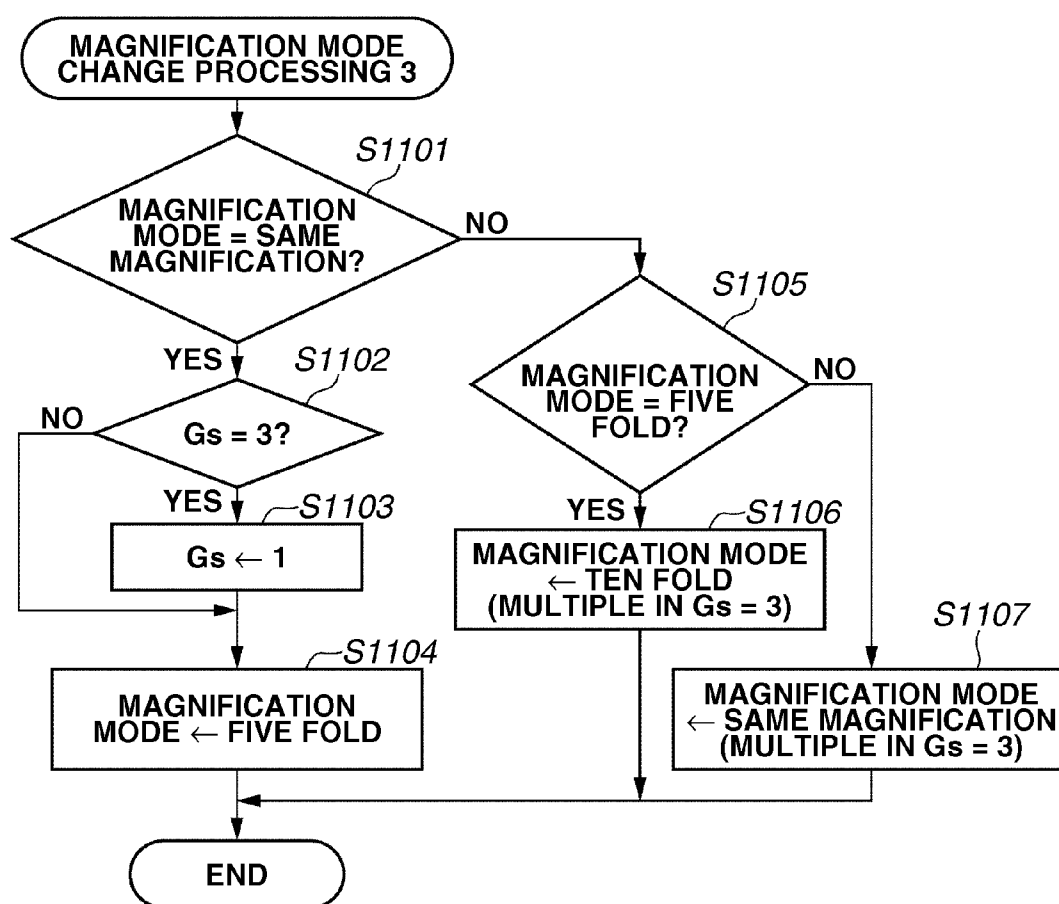 MAGNIFICATION MODE
CHANGE PROCESSING 3
S1101
MAGNIFICATION
MODE = SAME
MAGNIFICATION?
NO
YES
S1102
Gs = 3?
NO
YES
S1103
Gs ← 1
S1104
MAGNIFICATION
MODE ← FIVE FOLD
S1105
MAGNIFICATION
MODE = FIVE
FOLD?
NO
YES
S1106
MAGNIFICATION MODE
← TEN FOLD
(MULTIPLE IN Gs = 3)
S1107
MAGNIFICATION MODE
← SAME MAGNIFICATION
(MULTIPLE IN Gs = 3)
END